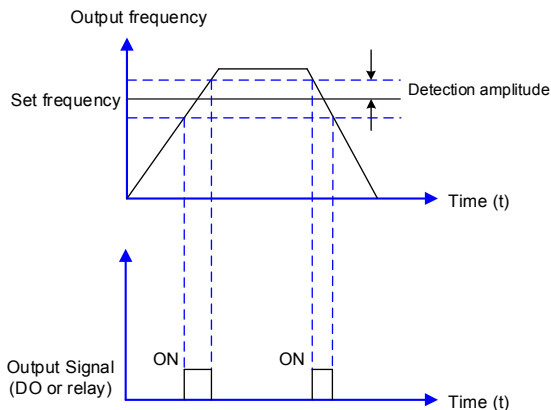 Output frequency
Set frequency
Detection amplitude
Time (t)
ON
ON
Output Signal
(DO or relay)
Time (t)